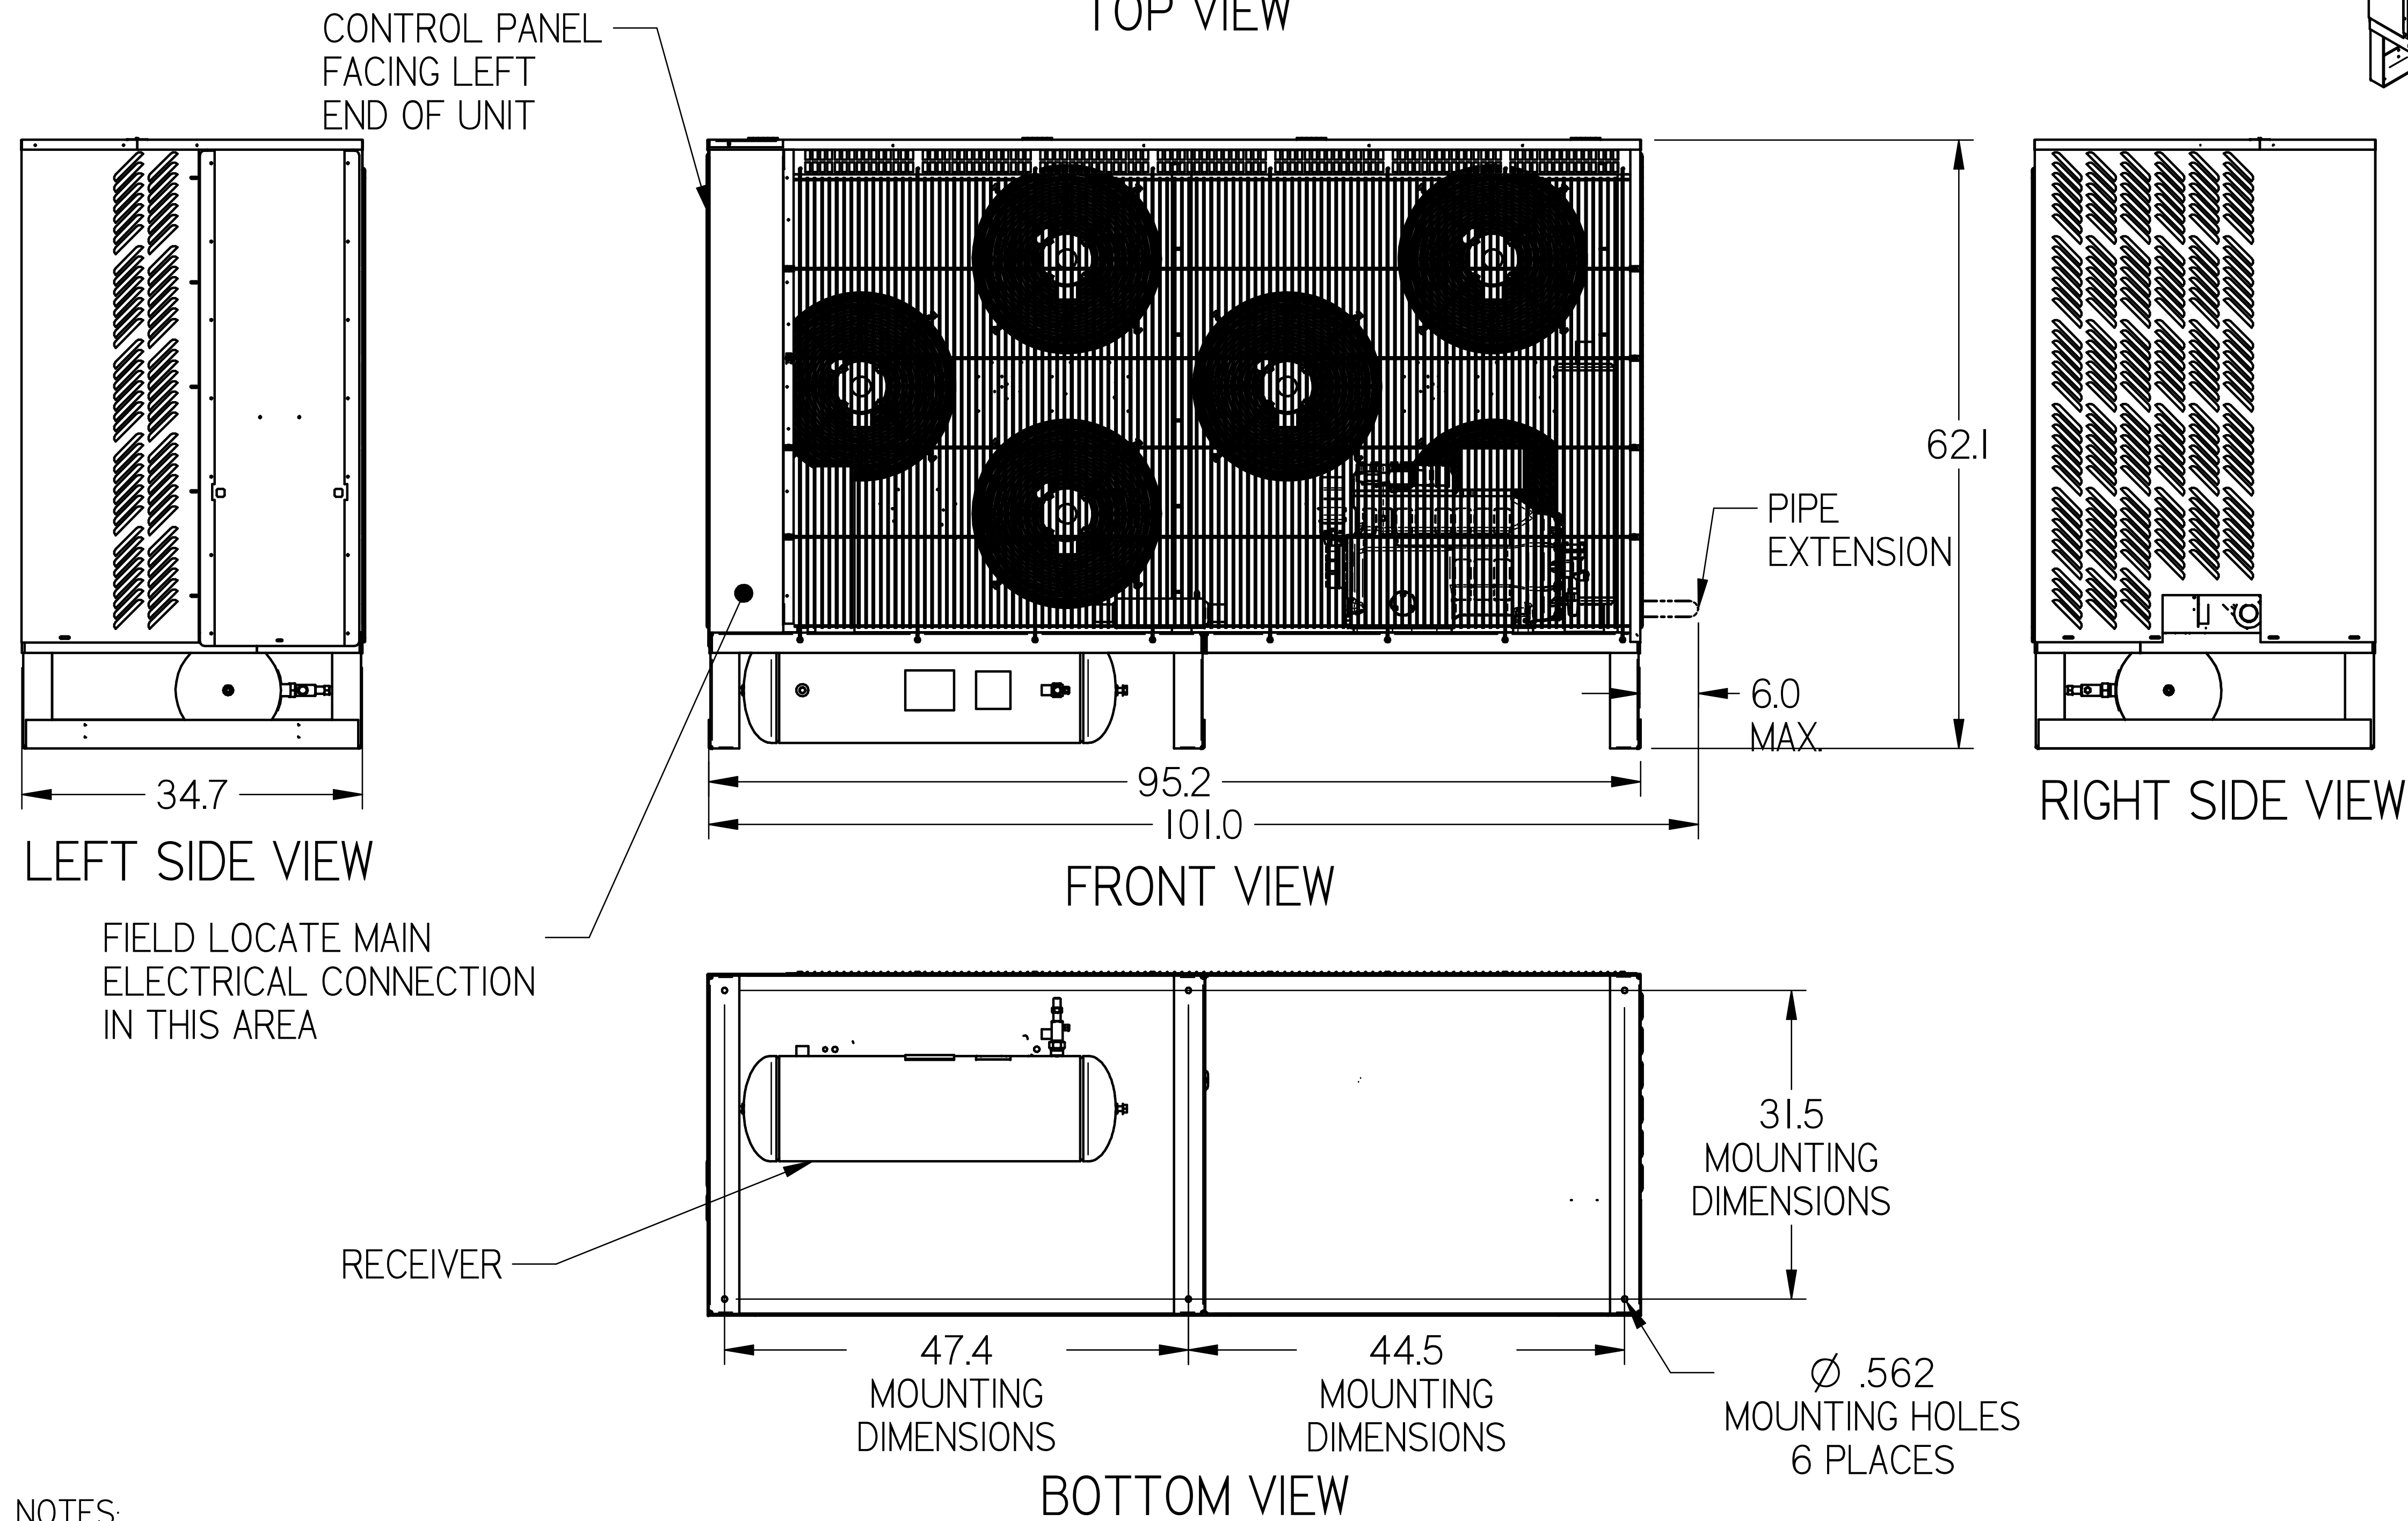 TOP VIEW
CONTROL PANEL
FACING LEFT
END OF UNIT
62.1
PIPE
EXTENSION
6.0
MAX.
34.7
95.2
101.0
LEFT SIDE VIEW
FRONT VIEW
RIGHT SIDE VIEW
FIELD LOCATE MAIN
ELECTRICAL CONNECTION
IN THIS AREA
31.5
MOUNTING
DIMENSIONS
RECEIVER
47.4
MOUNTING
DIMENSIONS
44.5
MOUNTING
DIMENSIONS
Ø .562
MOUNTING HOLES
6 PLACES
BOTTOM VIEW
NOTES: